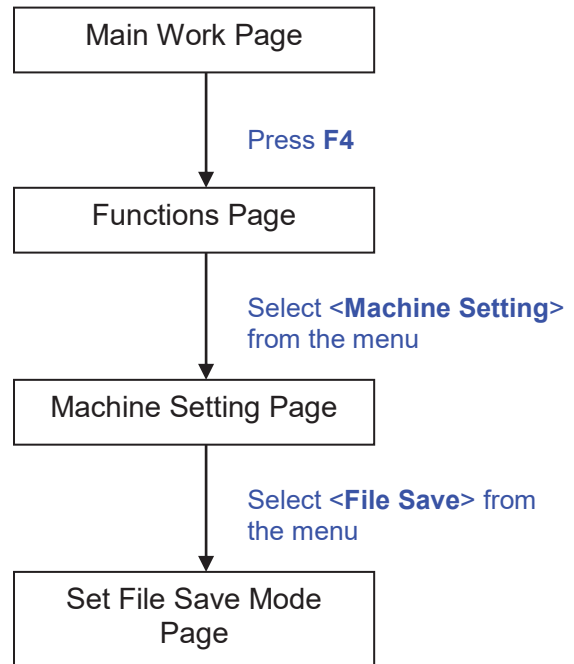 Main Work Page
Press F4
Functions Page
Select <Machine Setting>
from the menu
Machine Setting Page
Select <File Save> from
the menu
Set File Save Mode
Page